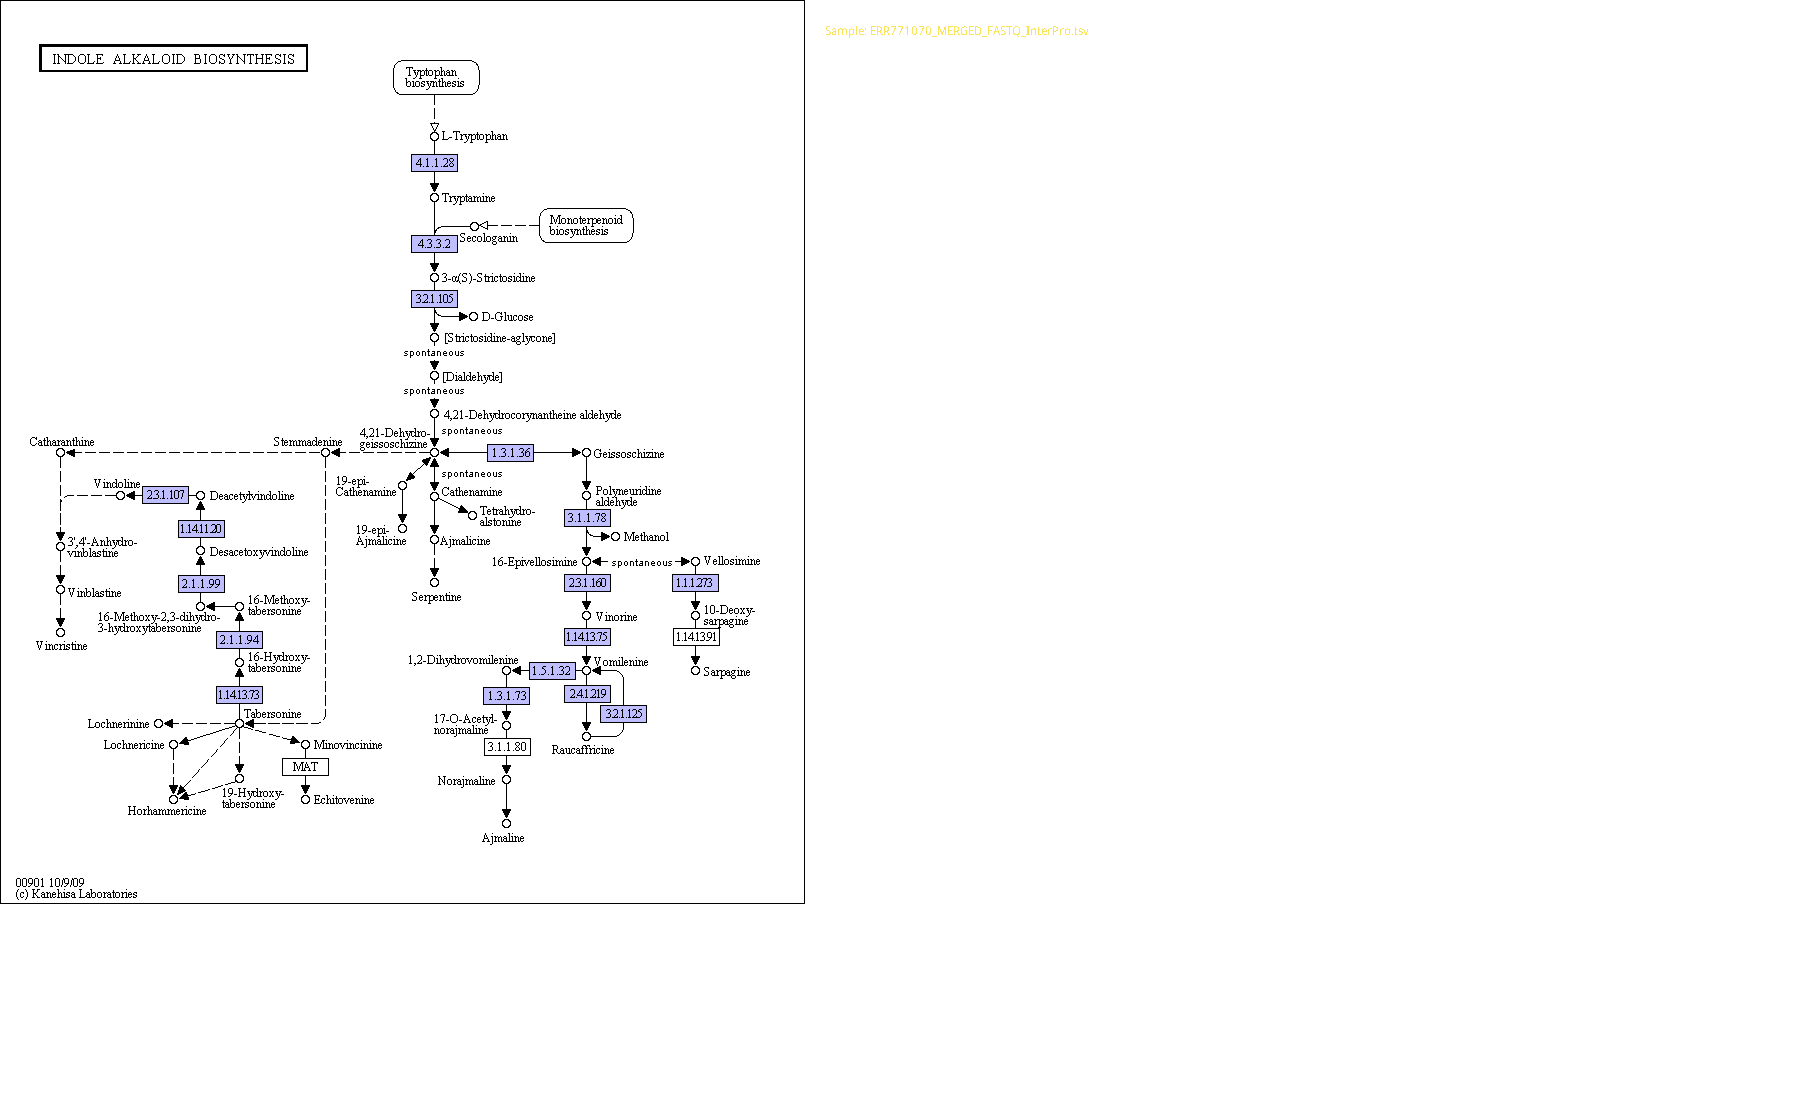 Sample: ERR771070_MERGED_FASTQ_InterPro.tsv
INDOLE ALKALOID BIOSYNTHESIS
Typtophan
biosynthesis
L-Tryptophan
4.1.1.28
Tryptamine
Monoterpenoid
biosynthesis
Secologanin
4.3.3.2
3-α(S)-Strictosidine
3.2.1.105
D-Glucose
[Strictosidine-aglycone]
spontaneous
[Dialdehyde]
spontaneous
4,21-Dehydrocorynantheine aldehyde
spontaneous
4,21-Dehydro-
geissoschizine
Catharanthine
Stemmadenine
1.3.1.36
Geissoschizine
spontaneous
19-epi-
Cathenamine
Cathenamine
Vindoline
2.3.1.107
Deacetylvindoline
Polyneuridine
aldehyde
Tetrahydro-
alstonine
3.1.1.78
1.14.11.20
19-epi-
Ajmalicine
Ajmalicine
Methanol
3',4'-Anhydro-
vinblastine
Desacetoxyvindoline
16-Epivellosimine
spontaneous
Vellosimine
2.1.1.99
2.3.1.160
1.1.1.273
Vinblastine
Serpentine
16-Methoxy-
tabersonine
16-Methoxy-2,3-dihydro-
3-hydroxytabersonine
Vinorine
10-Deoxy-
sarpagine
Vincristine
2.1.1.94
1.14.13.75
1.14.13.91
16-Hydroxy-
tabersonine
1,2-Dihydrovomilenine
1.5.1.32
Vomilenine
Sarpagine
1.14.13.73
1.3.1.73
2.4.1.219
3.2.1.125
Tabersonine
Lochnerinine
17-O-Acetyl-
norajmaline
Lochnericine
Minovincinine
3.1.1.80
Raucaffricine
MAT
Norajmaline
19-Hydroxy-
tabersonine
Echitovenine
Horhammericine
Ajmaline
00901 10/9/09
(c) Kanehisa Laboratories